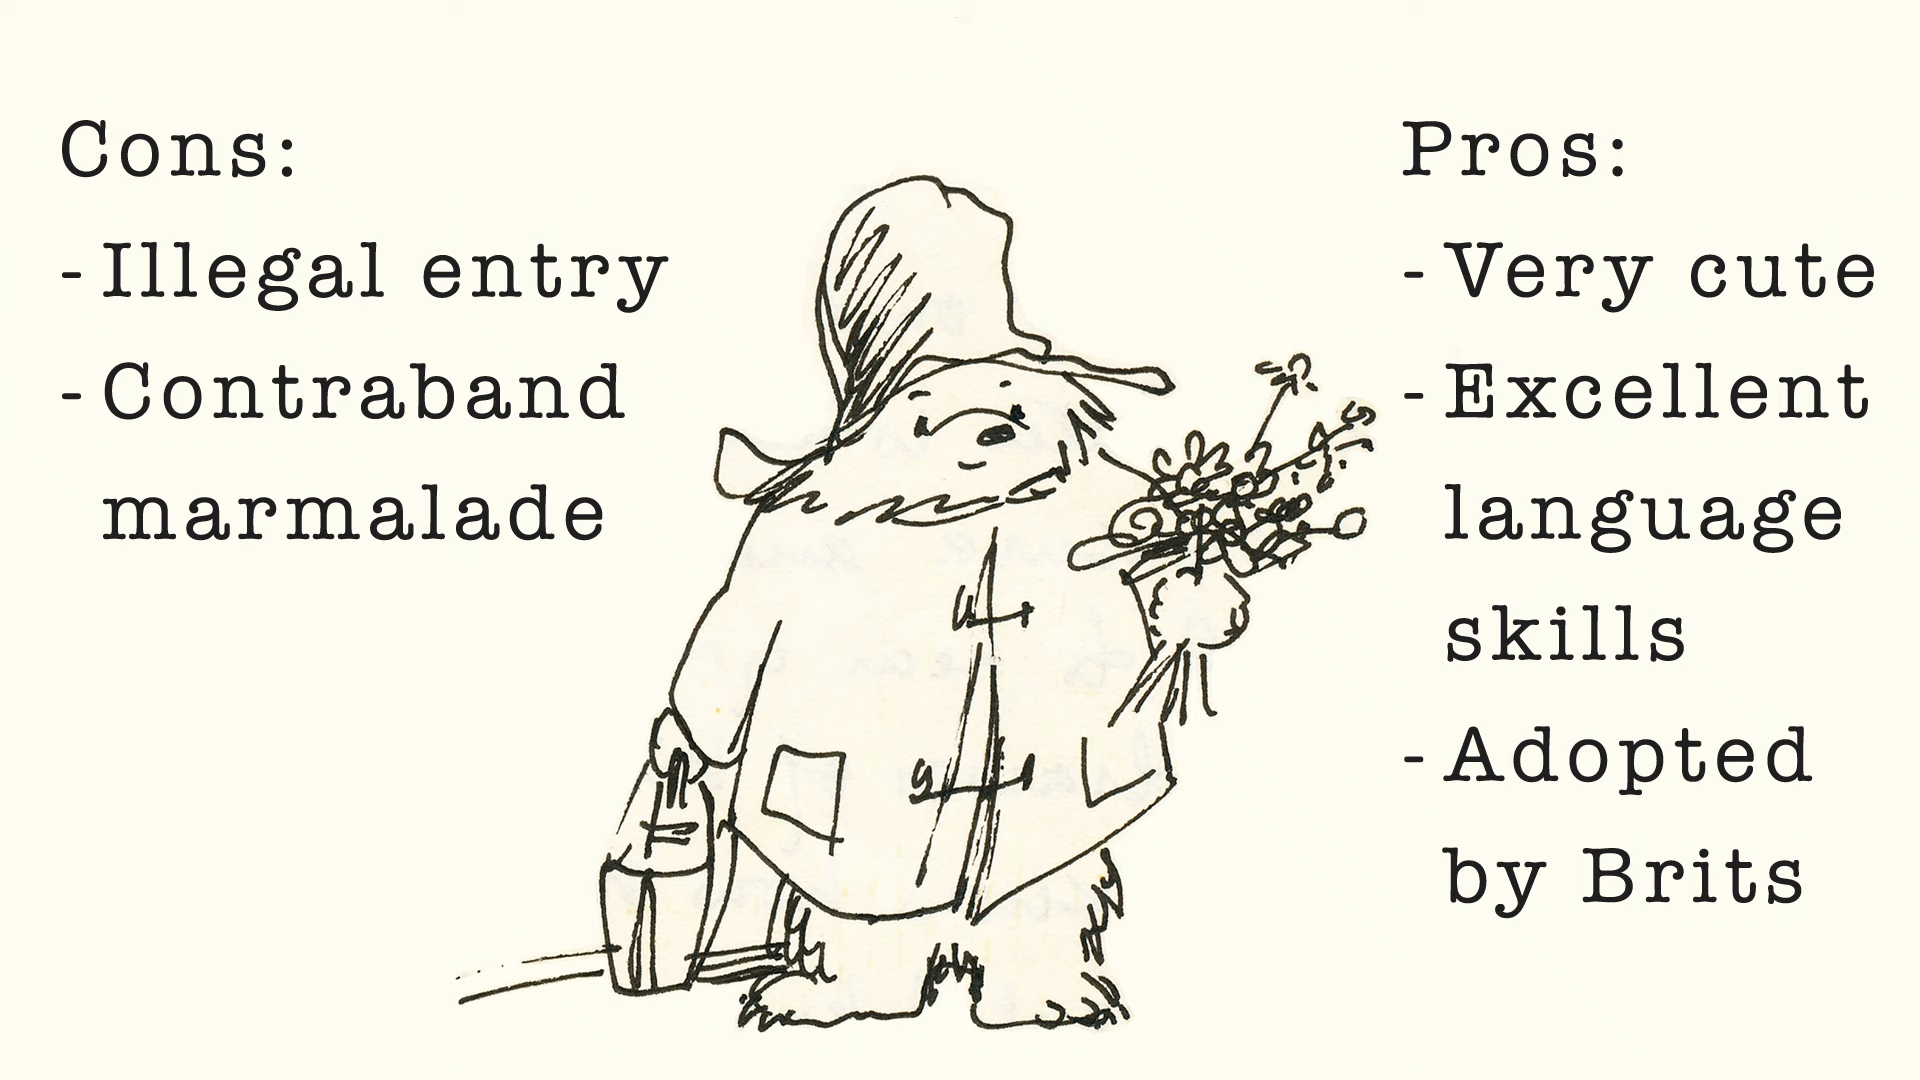 Cons:
- Illegal entry
- Contraband
marmalade
Pros:
- Very cute
- Excellent
language
skills
- Adopted
by Brits